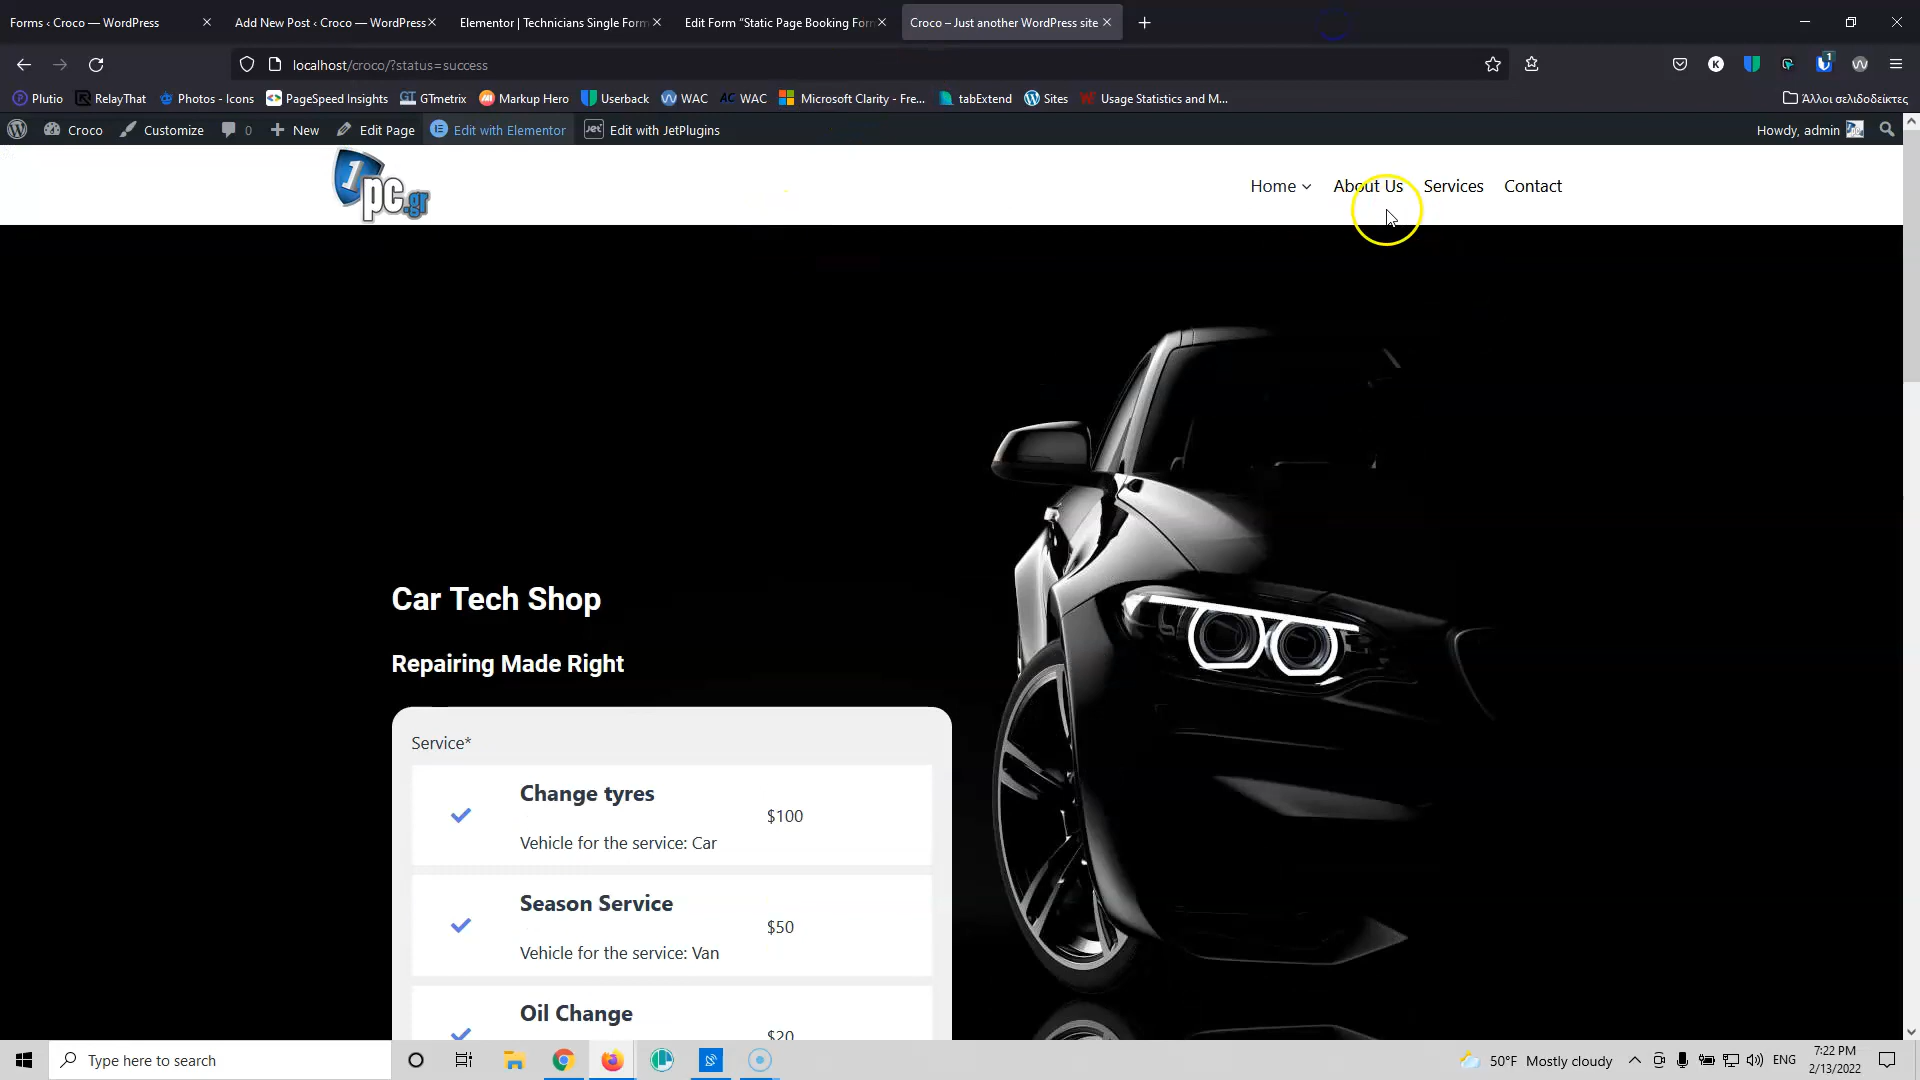 Forms ‹ Croco — WordPress
Add New Post ‹ Croco — WordPress
Elementor | Technicians Single Form
Edit Form “Static Page Booking Form
Croco – Just another WordPress site
localhost/croco/?status=success
Plutio
RelayThat
Photos - Icons
PageSpeed Insights
GTmetrix
Markup Hero
Userback
WAC
WAC
Microsoft Clarity - Fre...
tabExtend
Sites
Usage Statistics and M...
Άλλοι σελιδοδείκτες
Croco
Customize
0
New
Edit Page
Edit with Elementor
Jet
Edit with JetPlugins
Howdy, admin
1pc.gr
Home
About Us
Services
Contact
Car Tech Shop
Repairing Made Right
Service*
Change tyres
$100
Vehicle for the service: Car
Season Service
$50
Vehicle for the service: Van
Oil Change
$20
Type here to search
50°F Mostly cloudy
ENG
7:22 PM
2/13/2022